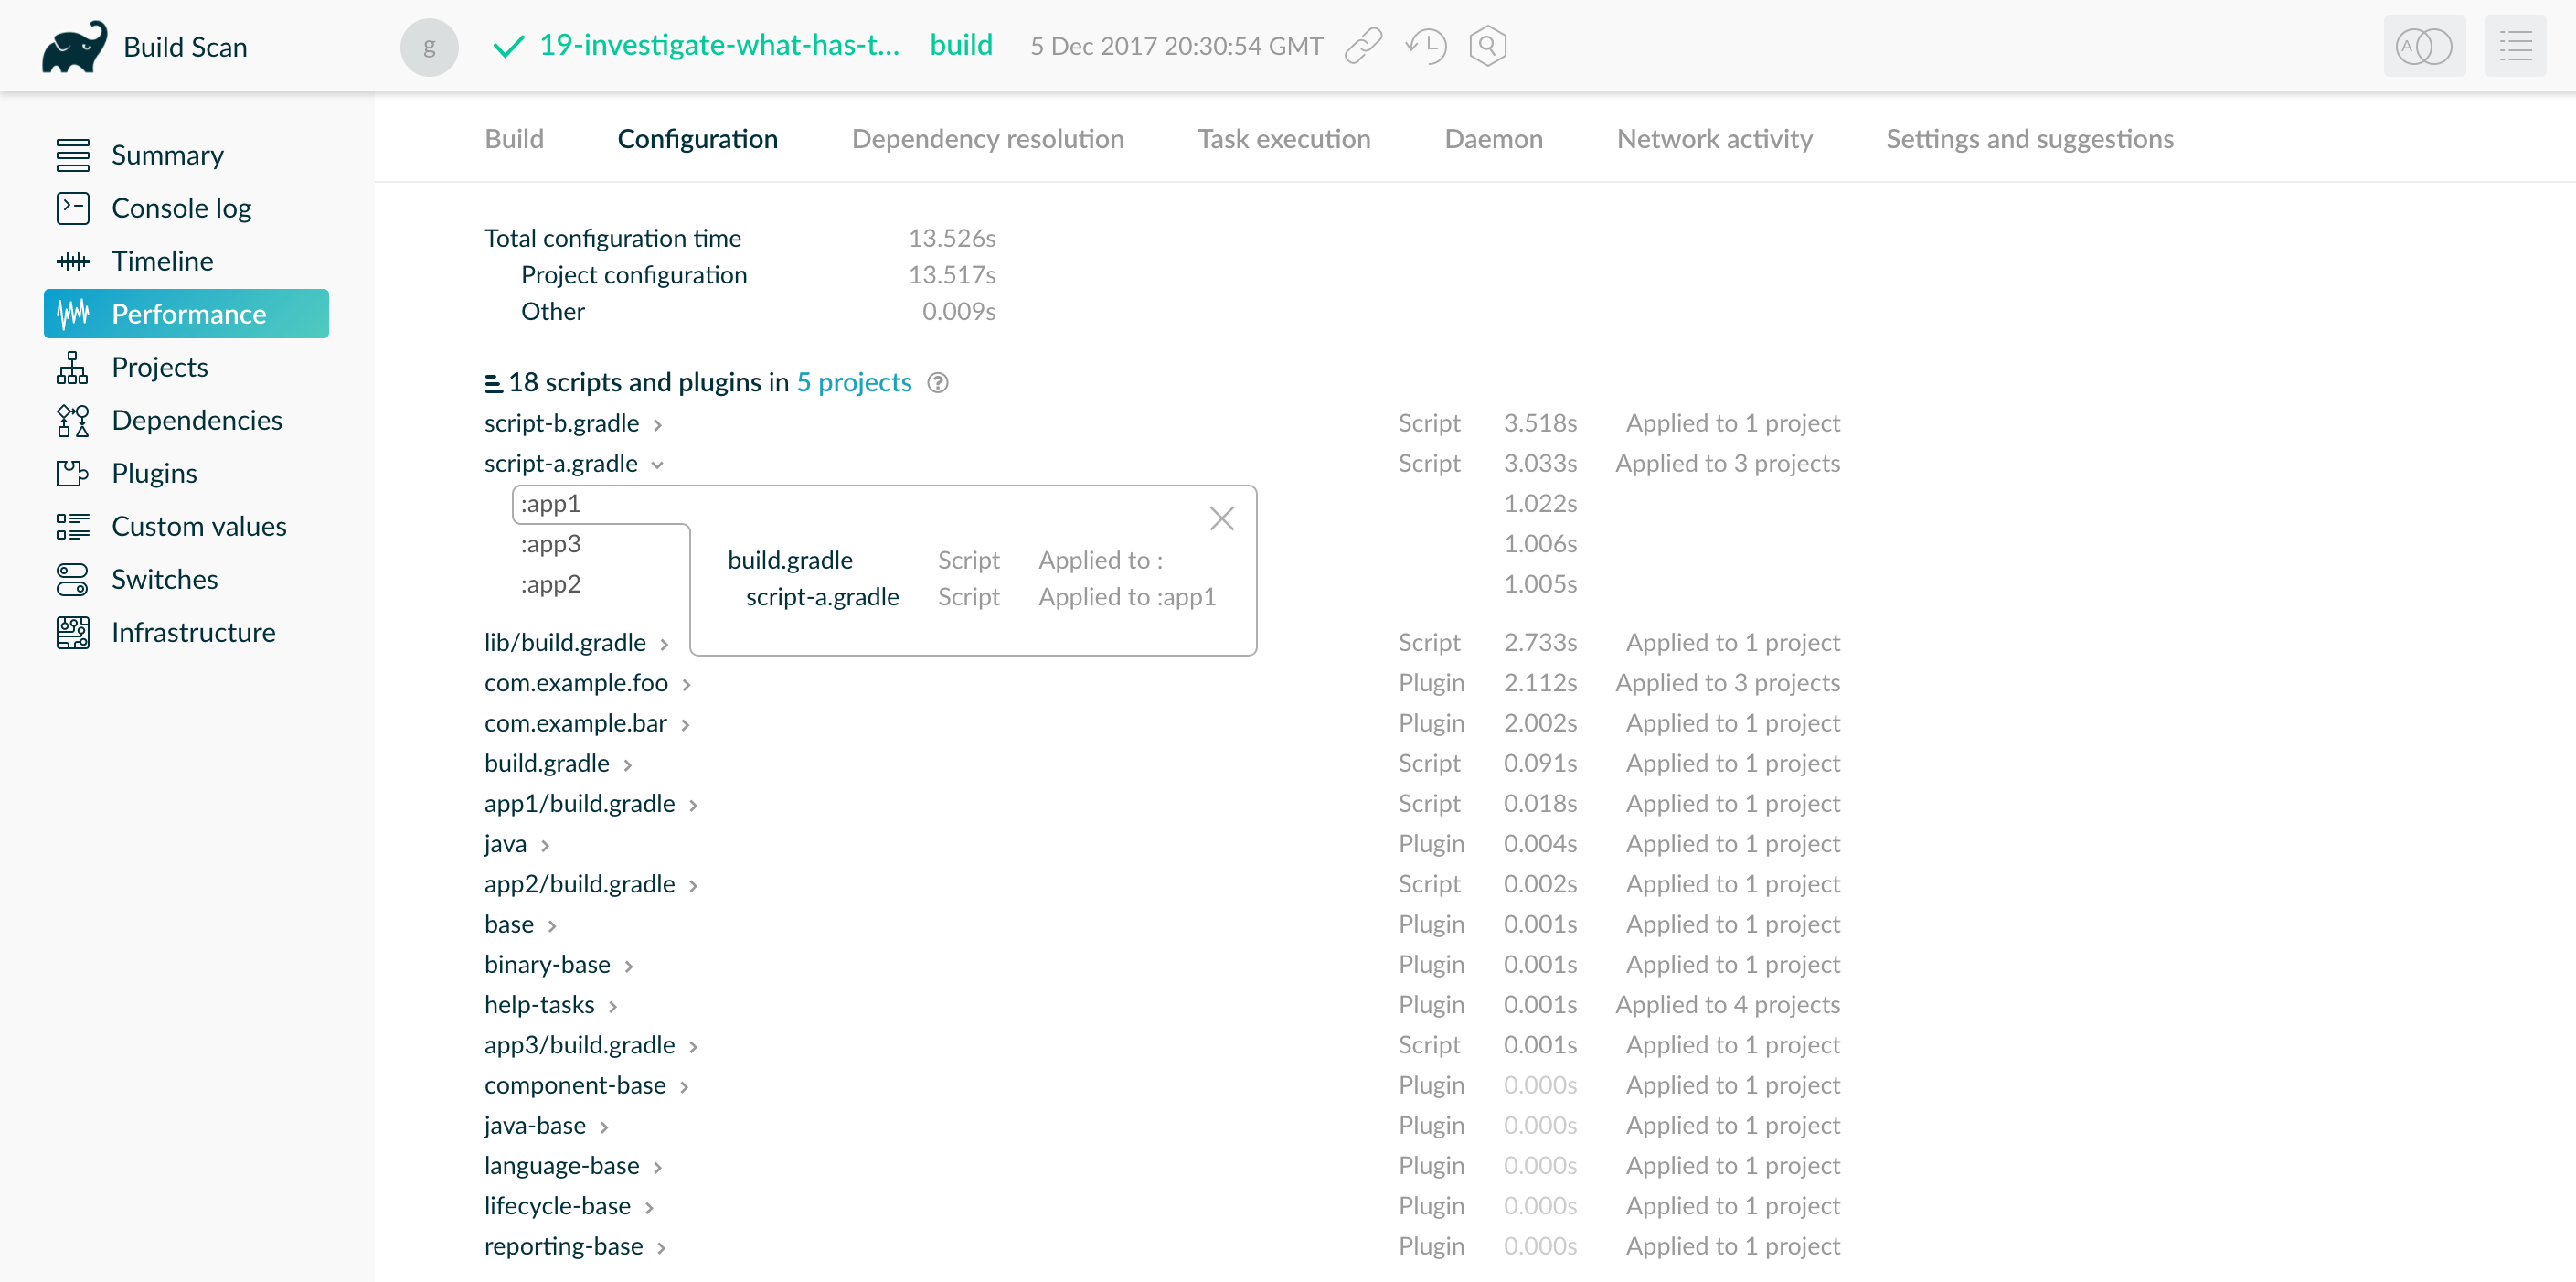 Build Scan
g 19-investigate-what-has-t... build 5 Dec 2017 20:30:54 GMT
A
Summary
Console log
Timeline
Performance
Projects
Dependencies
Plugins
Custom values
Switches
Infrastructure
Build Configuration Dependency resolution Task execution Daemon Network activity Settings and suggestions
Total configuration time 13.526s
Project configuration 13.517s
Other 0.009s
18 scripts and plugins in 5 projects ?
script-b.gradle Script 3.518s Applied to 1 project
script-a.gradle Script 3.033s Applied to 3 projects
:app1 1.022s
:app3 1.006s
:app2 1.005s
build.gradle Script Applied to :
script-a.gradle Script Applied to :app1
lib/build.gradle Script 2.733s Applied to 1 project
com.example.foo Plugin 2.112s Applied to 3 projects
com.example.bar Plugin 2.002s Applied to 1 project
build.gradle Script 0.091s Applied to 1 project
app1/build.gradle Script 0.018s Applied to 1 project
java Plugin 0.004s Applied to 1 project
app2/build.gradle Script 0.002s Applied to 1 project
base Plugin 0.001s Applied to 1 project
binary-base Plugin 0.001s Applied to 1 project
help-tasks Plugin 0.001s Applied to 4 projects
app3/build.gradle Script 0.001s Applied to 1 project
component-base Plugin 0.000s Applied to 1 project
java-base Plugin 0.000s Applied to 1 project
language-base Plugin 0.000s Applied to 1 project
lifecycle-base Plugin 0.000s Applied to 1 project
reporting-base Plugin 0.000s Applied to 1 project